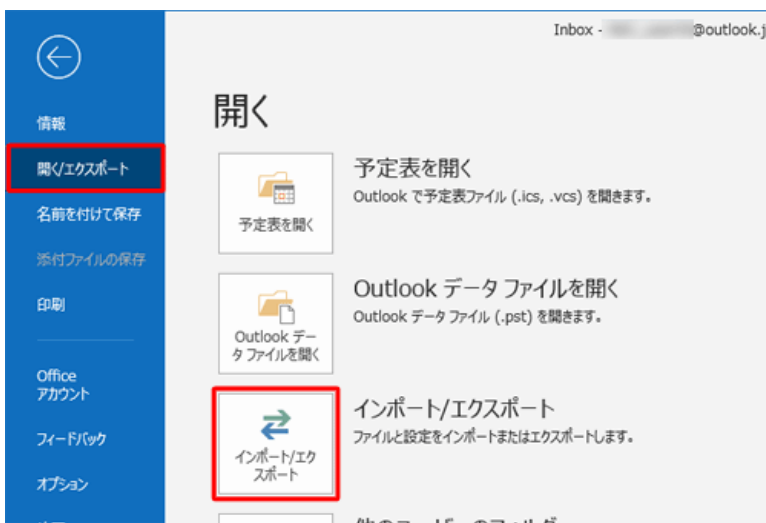 Inbox - @outlook.j
情報
開く/エクスポート
名前を付けて保存
添付ファイルの保存
印刷
Office
アカウント
フィードバック
オプション
開く
予定表を開く
予定表を開く
Outlook で予定表ファイル (.ics, .vcs) を開きます。
Outlook デー
タ ファイルを開く
Outlook データ ファイルを開く
Outlook データ ファイル (.pst) を開きます。
インポート/エク
スポート
インポート/エクスポート
ファイルと設定をインポートまたはエクスポートします。